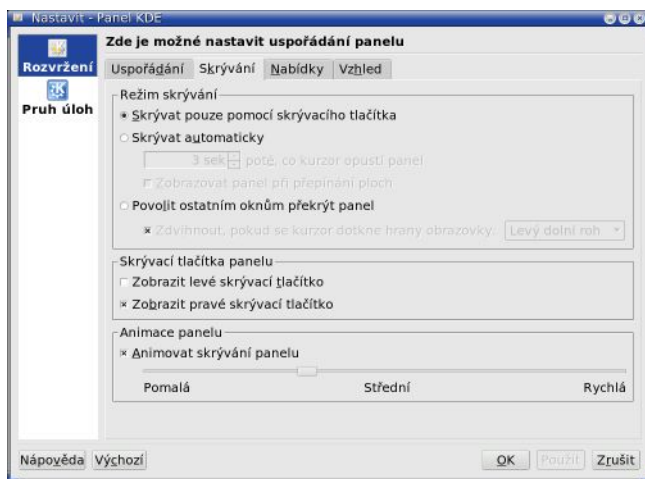 Nastavit - Panel KDE
Zde je možné nastavit uspořádání panelu
Rozvržení
Pruh úloh
Uspořádání Skrývání Nabídky Vzhled
Režim skrývání
Skrývat pouze pomocí skrývacího tlačítka
Skrývat automaticky
3 sek poté, co kurzor opustí panel
Zobrazovat panel při přepínání ploch
Povolit ostatním oknům překrýt panel
Zdvihnout, pokud se kurzor dotkne hrany obrazovky: Levý dolní roh
Skrývací tlačítka panelu
Zobrazit levé skrývací tlačítko
Zobrazit pravé skrývací tlačítko
Animace panelu
Animovat skrývání panelu
Pomalá Střední Rychlá
Nápověda Výchozí OK Použít Zrušit